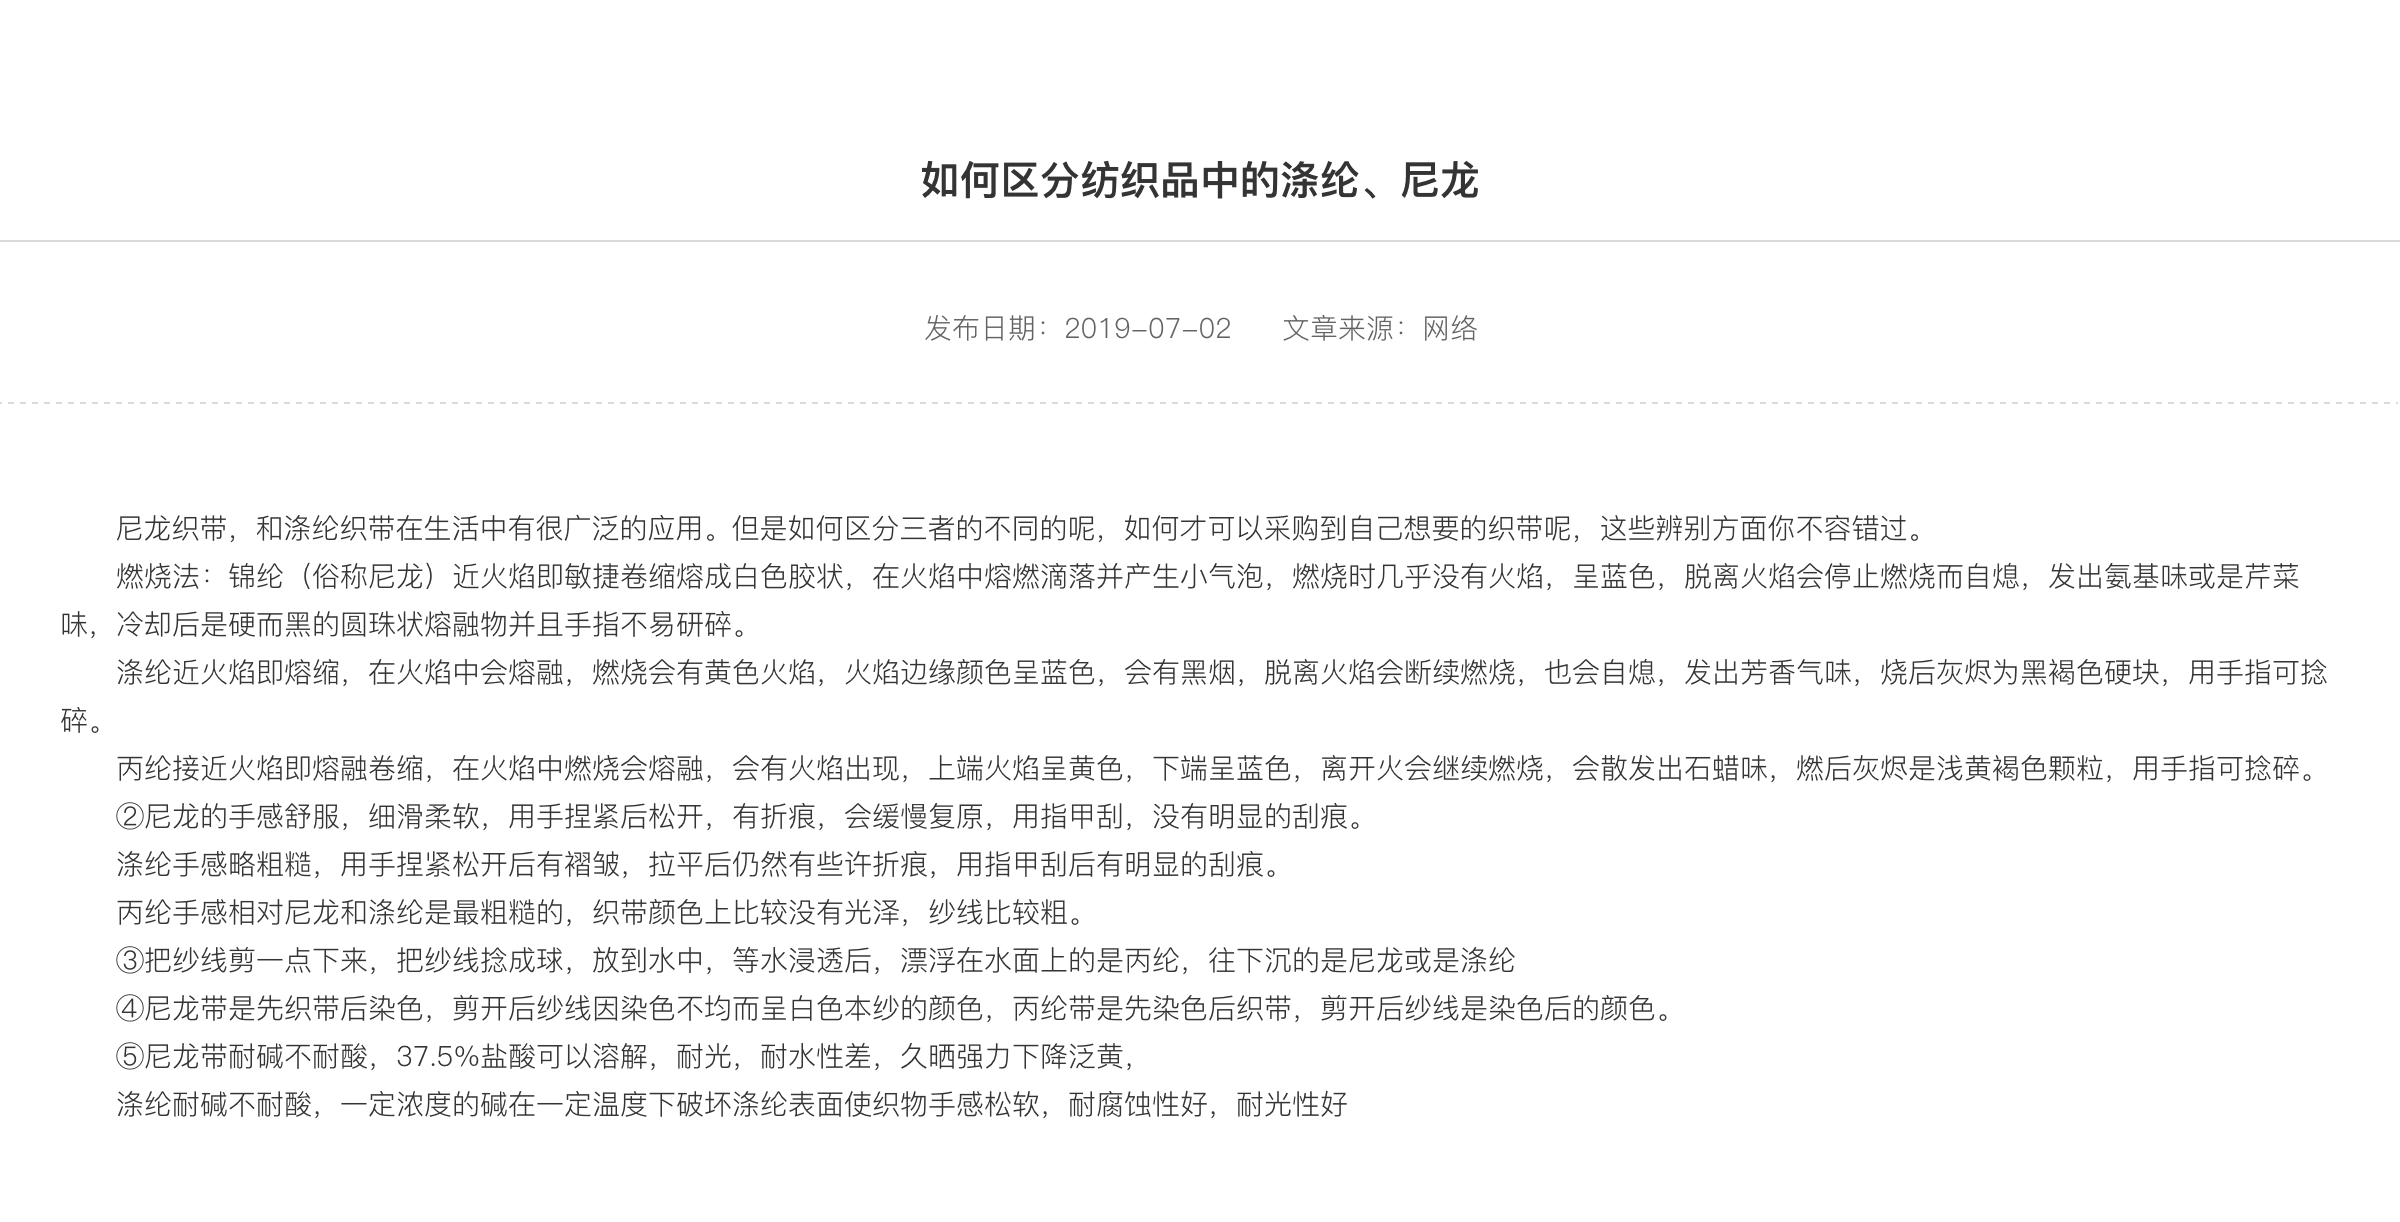 如何区分纺织品中的涤纶、尼龙
发布日期：2019-07-02 文章来源：网络
尼龙织带，和涤纶织带在生活中有很广泛的应用。但是如何区分三者的不同的呢，如何才可以采购到自己想要的织带呢，这些辨别方面你不容错过。
燃烧法：锦纶（俗称尼龙）近火焰即敏捷卷缩熔成白色胶状，在火焰中熔燃滴落并产生小气泡，燃烧时几乎没有火焰，呈蓝色，脱离火焰会停止燃烧而自熄，发出氨基味或是芹菜
味，冷却后是硬而黑的圆珠状熔融物并且手指不易研碎。
涤纶近火焰即熔缩，在火焰中会熔融，燃烧会有黄色火焰，火焰边缘颜色呈蓝色，会有黑烟，脱离火焰会断续燃烧，也会自熄，发出芳香气味，烧后灰烬为黑褐色硬块，用手指可捻
碎。
丙纶接近火焰即熔融卷缩，在火焰中燃烧会熔融，会有火焰出现，上端火焰呈黄色，下端呈蓝色，离开火会继续燃烧，会散发出石蜡味，燃后灰烬是浅黄褐色颗粒，用手指可捻碎。
②尼龙的手感舒服，细滑柔软，用手捏紧后松开，有折痕，会缓慢复原，用指甲刮，没有明显的刮痕。
涤纶手感略粗糙，用手捏紧松开后有褶皱，拉平后仍然有些许折痕，用指甲刮后有明显的刮痕。
丙纶手感相对尼龙和涤纶是最粗糙的，织带颜色上比较没有光泽，纱线比较粗。
③把纱线剪一点下来，把纱线捻成球，放到水中，等水浸透后，漂浮在水面上的是丙纶，往下沉的是尼龙或是涤纶
④尼龙带是先织带后染色，剪开后纱线因染色不均而呈白色本纱的颜色，丙纶带是先染色后织带，剪开后纱线是染色后的颜色。
⑤尼龙带耐碱不耐酸，37.5%盐酸可以溶解，耐光，耐水性差，久晒强力下降泛黄，
涤纶耐碱不耐酸，一定浓度的碱在一定温度下破坏涤纶表面使织物手感松软，耐腐蚀性好，耐光性好